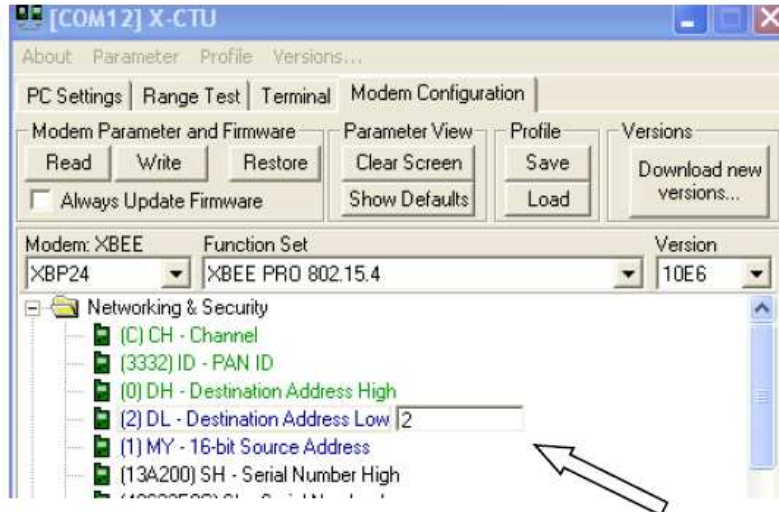 [COM12] X-CTU
About Parameter Profile Versions...
PC Settings Range Test Terminal Modem Configuration
Modem Parameter and Firmware Parameter View Profile Versions
Read Write Restore Clear Screen Save Download new versions...
Always Update Firmware Show Defaults Load
Modem: XBEE Function Set Version
XBP24 XBEE PRO 802.15.4 10E6
Networking & Security
(C) CH - Channel
(3332) ID - PAN ID
(0) DH - Destination Address High
(2) DL - Destination Address Low 2
(1) MY - 16-bit Source Address
(13A200) SH - Serial Number High